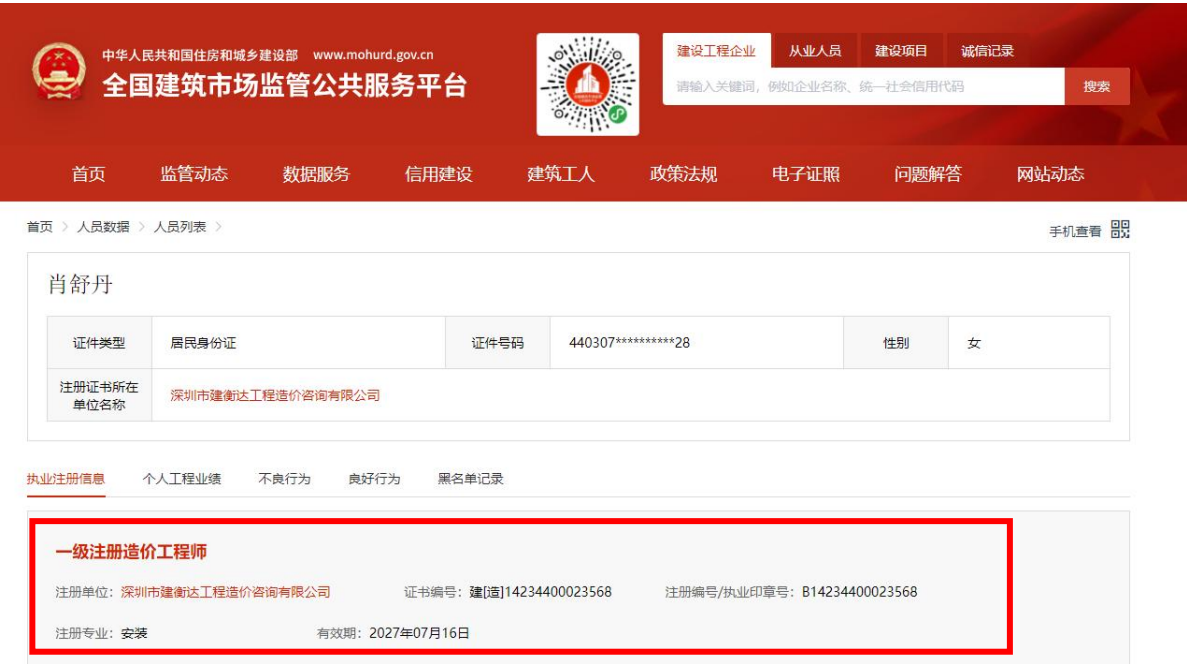 中华人民共和国住房和城乡建设部 www.mohurd.gov.cn
全国建筑市场监管公共服务平台
建设工程企业 从业人员 建设项目 诚信记录
请输入关键词，例如企业名称、统一社会信用代码 搜索
首页 监管动态 数据服务 信用建设 建筑工人 政策法规 电子证照 问题解答 网站动态
首页 > 人员数据 > 人员列表 >
手机查看
肖舒丹
证件类型 居民身份证 证件号码 440307**********28 性别 女
注册证书所在
单位名称
深圳市建衡达工程造价咨询有限公司
执业注册信息 个人工程业绩 不良行为 良好行为 黑名单记录
一级注册造价工程师
注册单位：深圳市建衡达工程造价咨询有限公司 证书编号：建[造]14234400023568 注册编号/执业印章号：B14234400023568
注册专业：安装 有效期：2027年07月16日